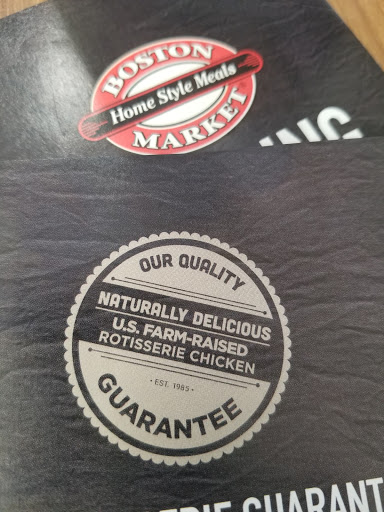 BOSTON
Home Style Meals
MARKET
OUR QUALITY
NATURALLY DELICIOUS
U.S. FARM-RAISED
ROTISSERIE CHICKEN
· EST. 1985 ·
GUARANTEE